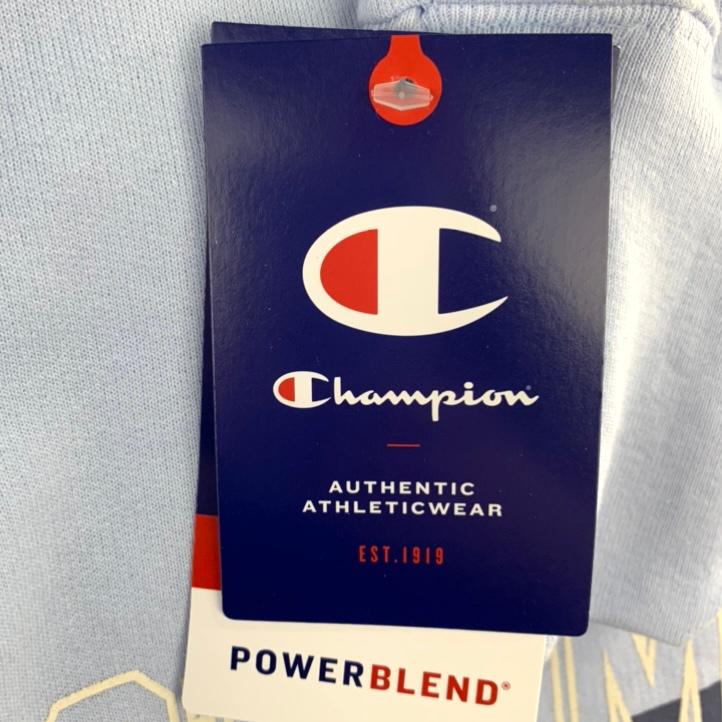 Champion
AUTHENTIC
ATHLETICWEAR
EST.1919
POWERBLEND®